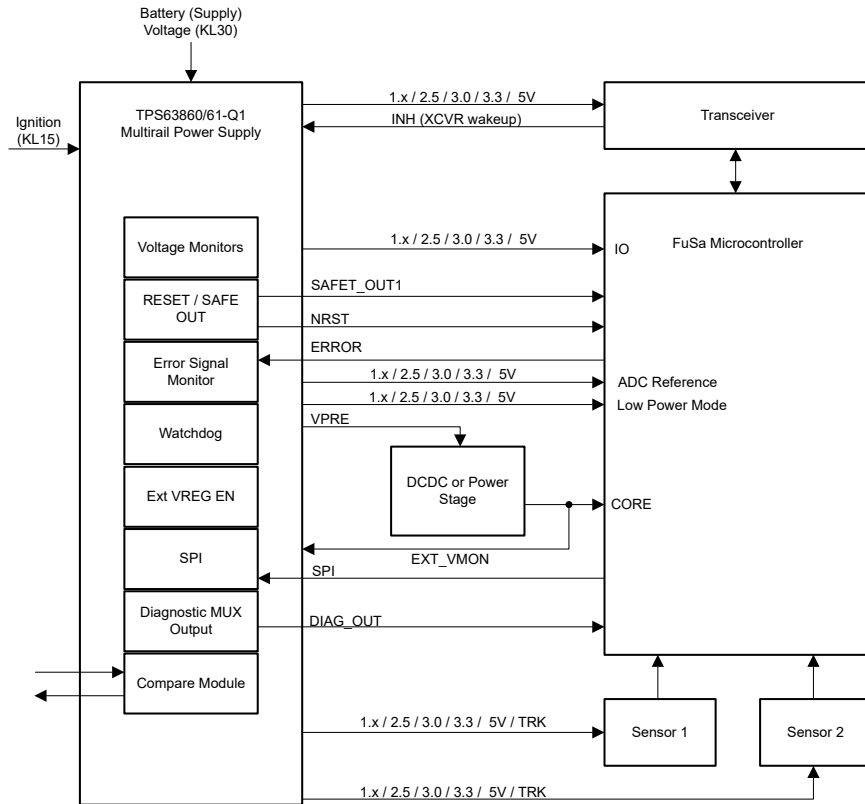 Battery (Supply)
Voltage (KL30)
Ignition
(KL15)
TPS63860/61-Q1
Multirail Power Supply
1.x / 2.5 / 3.0 / 3.3 / 5V
INH (XCVR wakeup)
Transceiver
Voltage Monitors
1.x / 2.5 / 3.0 / 3.3 / 5V
IO
FuSa Microcontroller
RESET / SAFE
OUT
SAFET_OUT1
NRST
Error Signal
Monitor
ERROR
1.x / 2.5 / 3.0 / 3.3 / 5V
ADC Reference
1.x / 2.5 / 3.0 / 3.3 / 5V
Low Power Mode
Watchdog
VPRE
DCDC or Power
Stage
Ext VREG EN
CORE
EXT_VMON
SPI
SPI
Diagnostic MUX
Output
DIAG_OUT
Compare Module
1.x / 2.5 / 3.0 / 3.3 / 5V / TRK
Sensor 1
Sensor 2
1.x / 2.5 / 3.0 / 3.3 / 5V / TRK